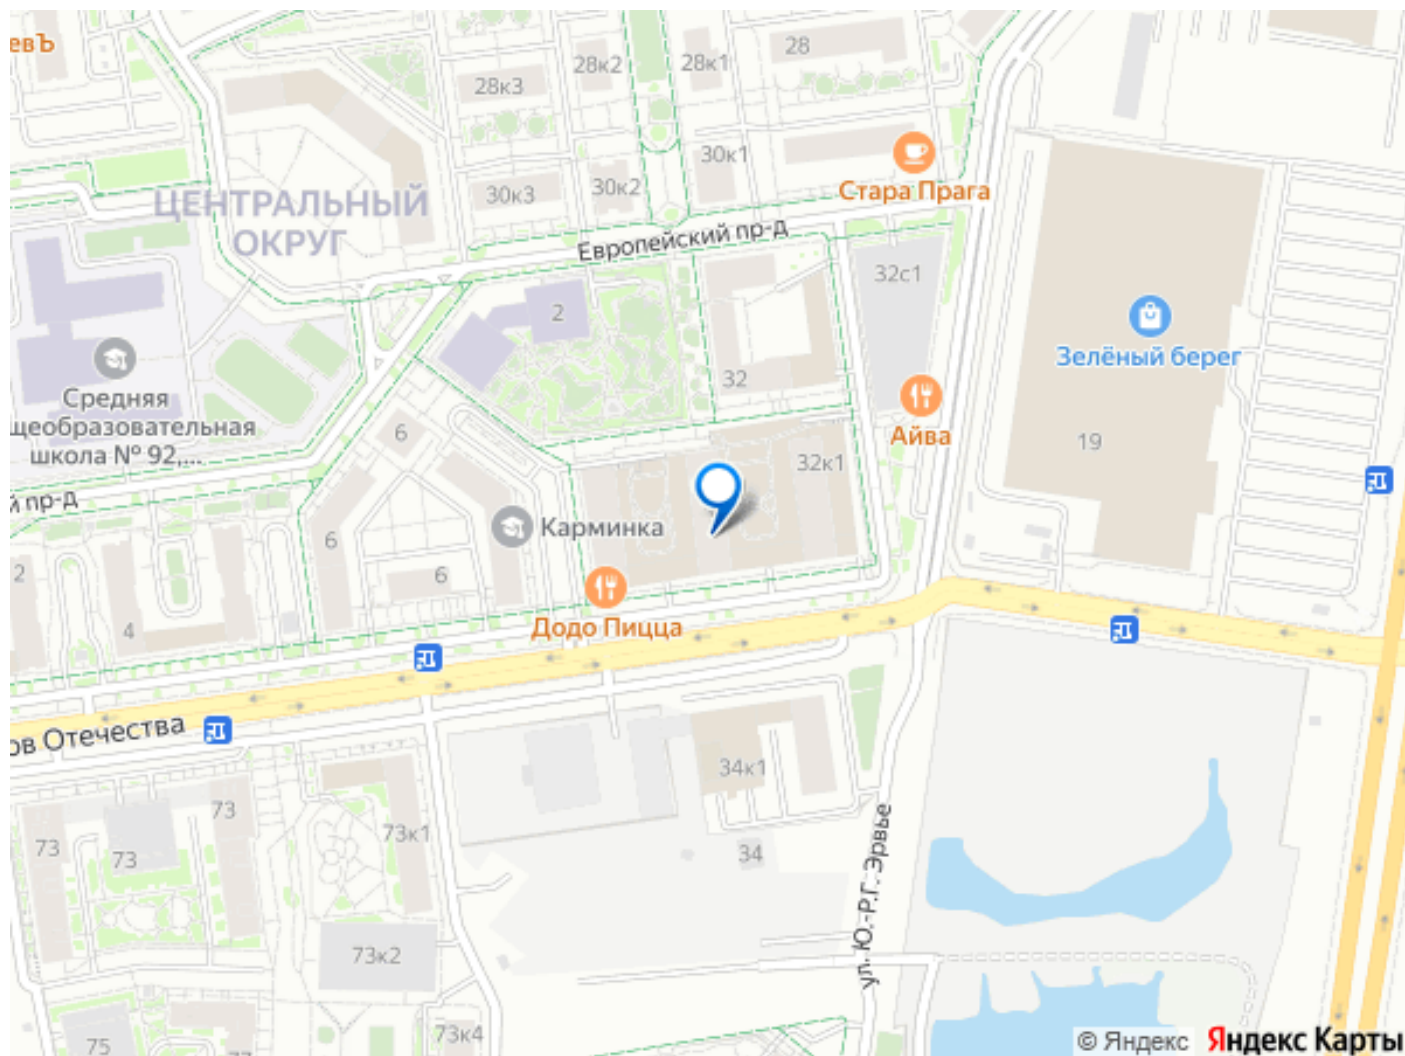 евЪ
28к2
28к1
28
28к3
30к1
Стара Прага
30к3
30к2
ЦЕНТРАЛЬНЫЙ
ОКРУГ
Европейский пр-д
32с1
2
Зелёный берег
Средняя
щеобразовательная
школа № 92,...
32
Айва
6
19
32к1
й пр-д
Карминка
6
6
2
4
Додо Пицца
ов Отечества
34к1
73
73
73
73к1
34
ул. Ю.-Р.Г. Эрвье
73к2
73к4
75
© Яндекс
Яндекс Карты